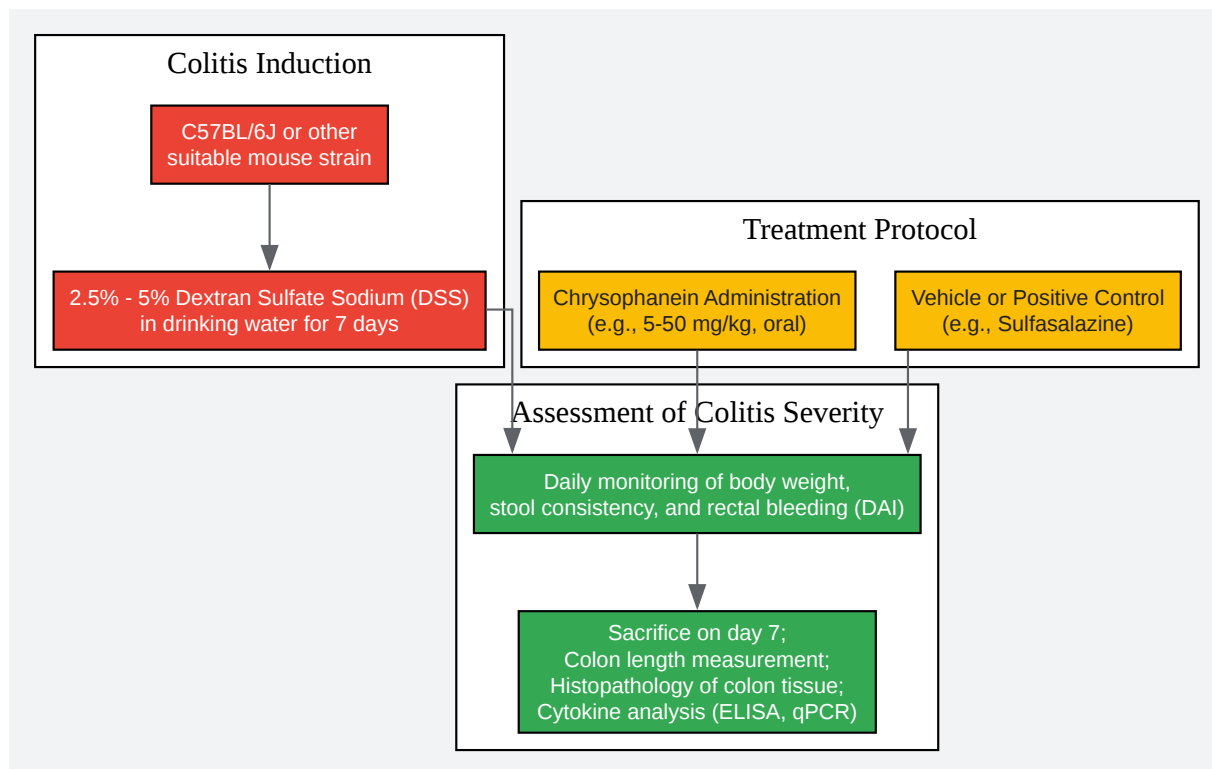 Colitis Induction
C57BL/6J or other
suitable mouse strain
2.5% - 5% Dextran Sulfate Sodium (DSS)
in drinking water for 7 days
Treatment Protocol
Chrysophanein Administration
(e.g., 5-50 mg/kg, oral)
Vehicle or Positive Control
(e.g., Sulfasalazine)
Assessment of Colitis Severity
Daily monitoring of body weight,
stool consistency, and rectal bleeding (DAI)
Sacrifice on day 7;
Colon length measurement;
Histopathology of colon tissue;
Cytokine analysis (ELISA, qPCR)